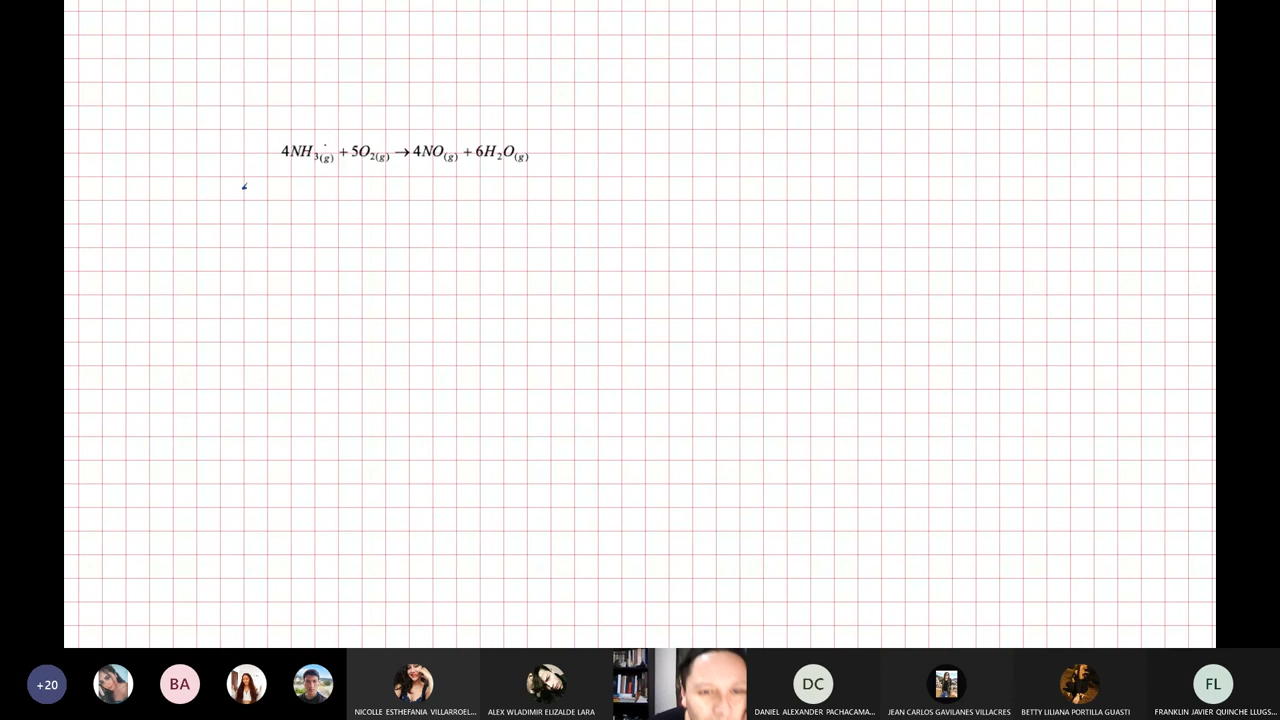 4NH3(g) + 5O2(g) → 4NO(g) + 6H2O(g)
+20
BA
NICOLLE ESTHEFANIA VILLARROEL...
ALEX WLADIMIR ELIZALDE LARA
DC
DANIEL ALEXANDER PACHACAMA...
JEAN CARLOS GAVILANES VILLACRES
BETTY LILIANA PORTILLA GUASTI
FL
FRANKLIN JAVIER QUINCHE LLUGS...